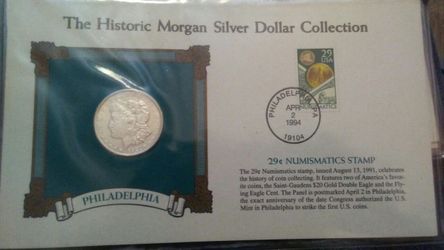 The Historic Morgan Silver Dollar Collection
29
USA
NUMISMATICS
PHILADELPHIA, PA
APR
2
1994
19104
29¢ NUMISMATICS STAMP
The 29¢ Numismatics stamp, issued August 13, 1991, celebrates
the history of coin collecting. It features two of America's favor-
ite coins, the Saint-Gaudens $20 Gold Double Eagle and the Fly-
ing Eagle Cent. The Panel is postmarked April 2 in Philadelphia,
the exact anniversary of the date Congress authorized the U.S.
Mint in Philadelphia to strike the first U.S. coins.
PHILADELPHIA